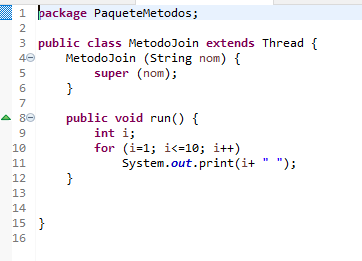 1 package PaqueteMetodos;
2
3 public class MetodoJoin extends Thread {
4 MetodoJoin (String nom) {
5 super (nom);
6 }
7
8 public void run() {
9 int i;
10 for (i=1; i<=10; i++)
11 System.out.print(i+ " ");
12 }
13
14
15 }
16